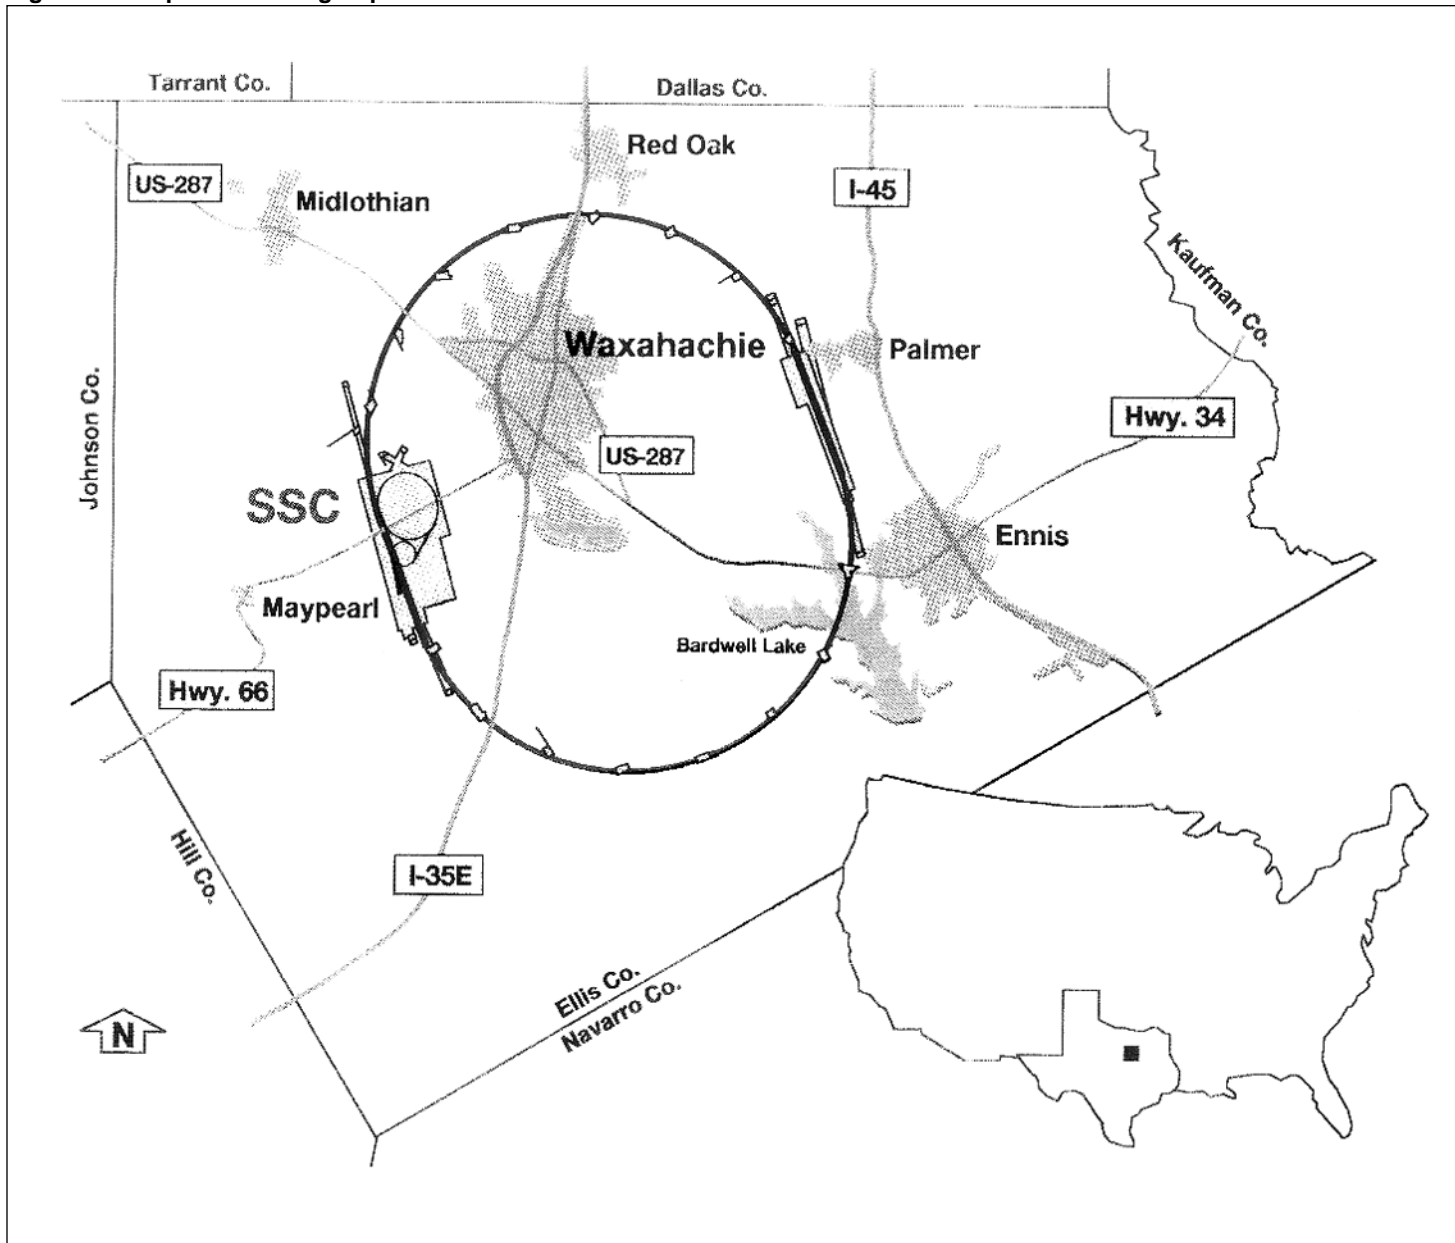 Tarrant Co.
Dallas Co.
Red Oak
US-287
I-45
Midlothian
Kaufman Co.
Waxahachie
Palmer
Johnson Co.
Hwy. 34
US-287
SSC
Ennis
Maypearl
Bardwell Lake
Hwy. 66
Hill Co.
I-35E
Ellis Co.
Navarro Co.
N